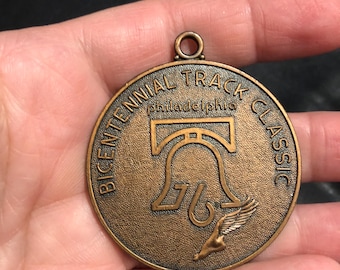 BICENTENNIAL TRACK CLASSIC
philadelphia
76